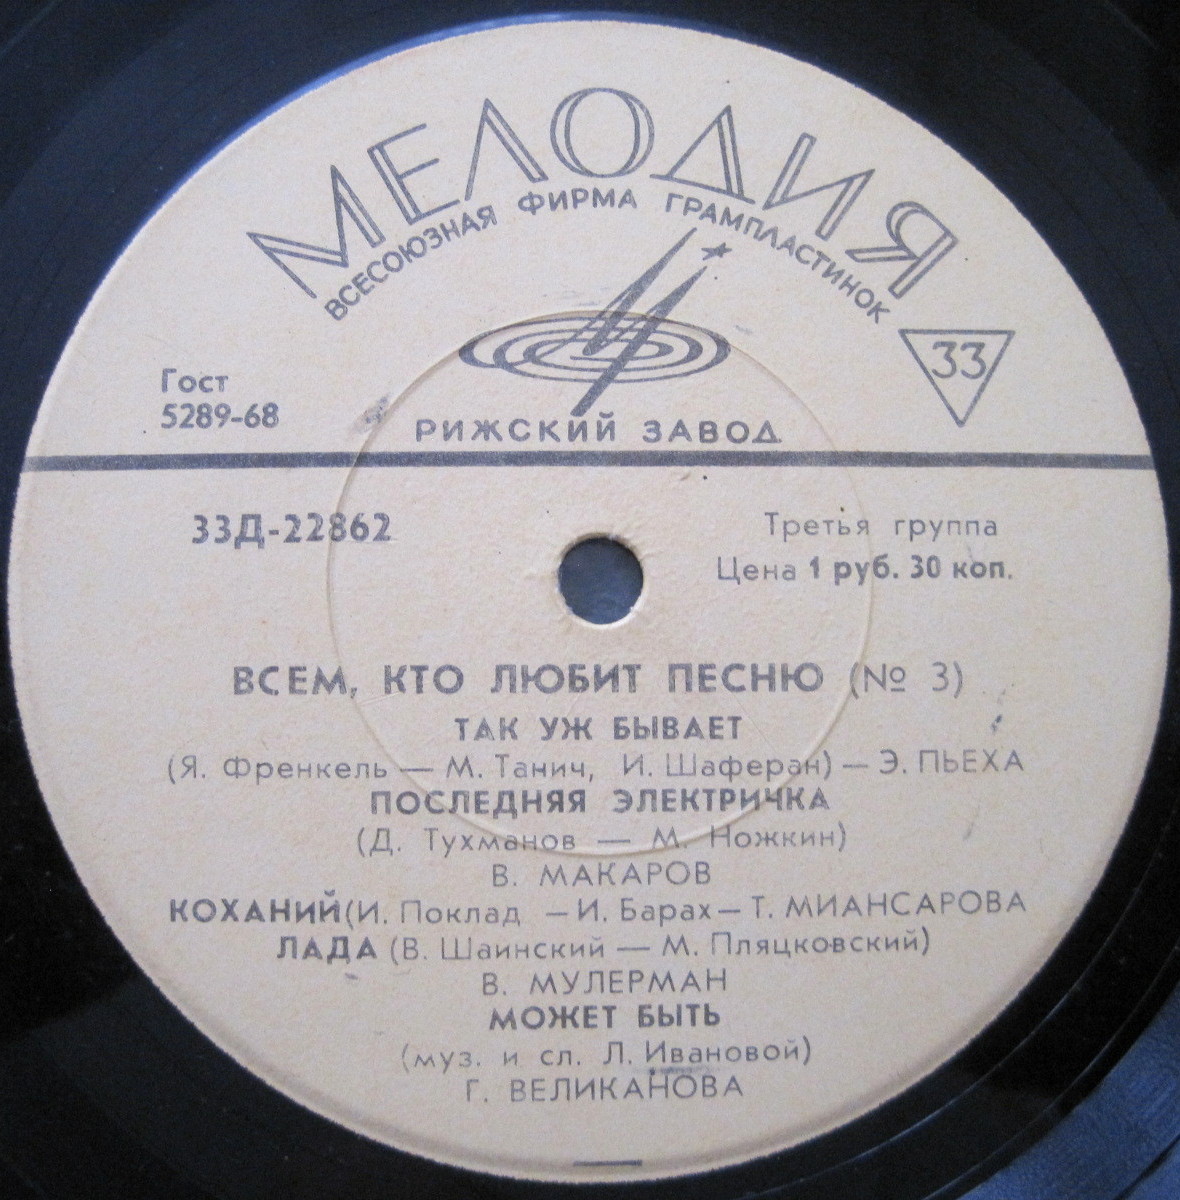 МЕЛОДИЯ
ВСЕСОЮЗНАЯ ФИРМА ГРАМПЛАСТИНОК
33
Гост
5289-68
РИЖСКИЙ ЗАВОД
33Д-22862
Третья группа
Цена 1 руб. 30 коп.
ВСЕМ, КТО ЛЮБИТ ПЕСНЮ (№ 3)
ТАК УЖ БЫВАЕТ
(Я. Френкель — М. Танич, И. Шаферан) — Э. ПЬЕХА
ПОСЛЕДНЯЯ ЭЛЕКТРИЧКА
(Д. Тухманов — М. Ножкин)
В. МАКАРОВ
КОХАНИЙ(И. Поклад — И. Барах — Т. МИАНСАРОВА
ЛАДА (В. Шаинский — М. Пляцковский)
В. МУЛЕРМАН
МОЖЕТ БЫТЬ
(муз. и сл. Л. Ивановой)
Г. ВЕЛИКАНОВА